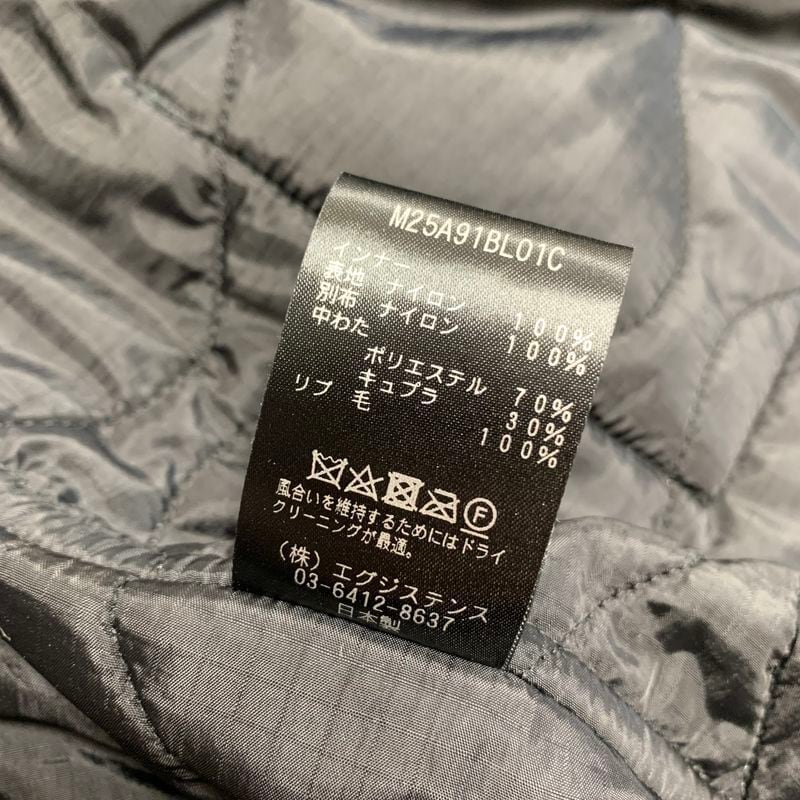 M25A91BL01C
インナー
表地 ナイロン 100%
別布 ナイロン 100%
中わた
ポリエステル 70%
キュプラ 30%
リブ 毛 100%
F
風合いを維持するためにはドライ
クリーニングが最適。
(株)エグジステンス
03-6412-8637
日本製